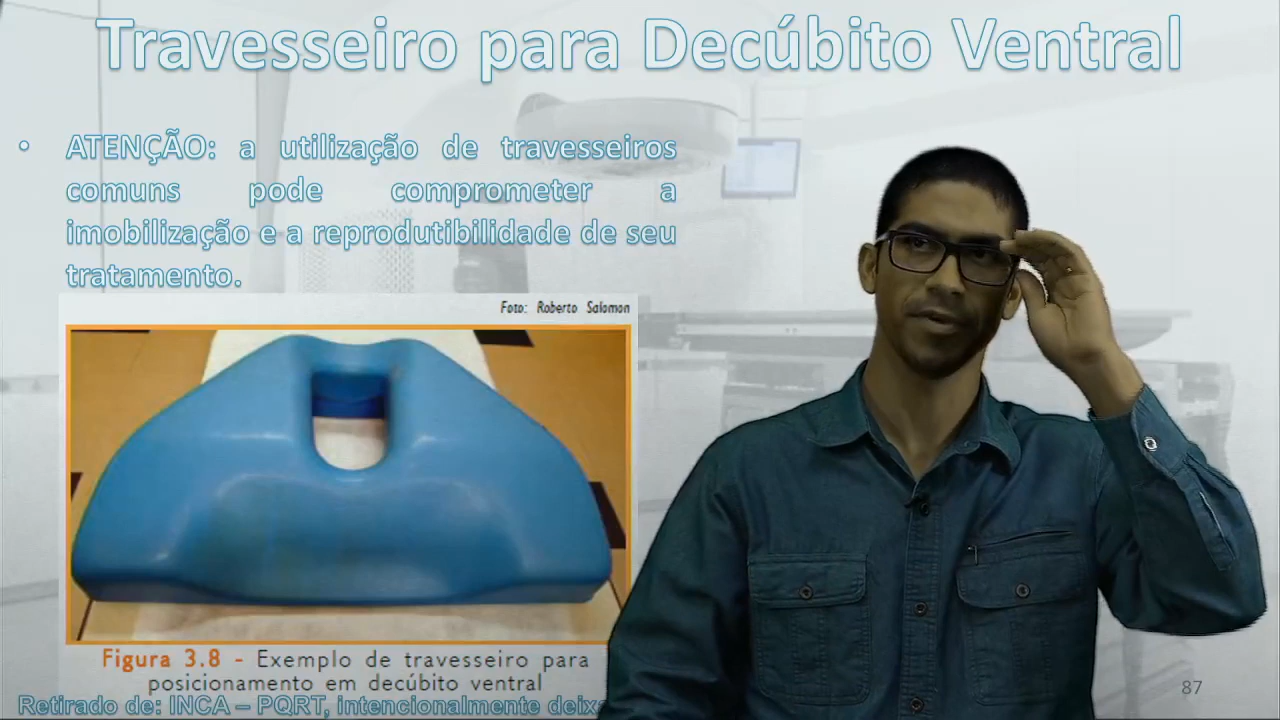 Travesseiro para Decúbito Ventral
• ATENÇÃO: a utilização de travesseiros
comuns pode comprometer a
imobilização e a reprodutibilidade de seu
tratamento.
Foto: Roberto Salomon
Figura 3.8 - Exemplo de travesseiro para
posicionamento em decúbito ventral
Retirado de: INCA – PQRT, intencionalmente
87